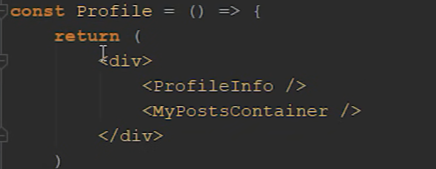 const Profile = () => {
return (
<div>
<ProfileInfo />
<MyPostsContainer />
</div>
)